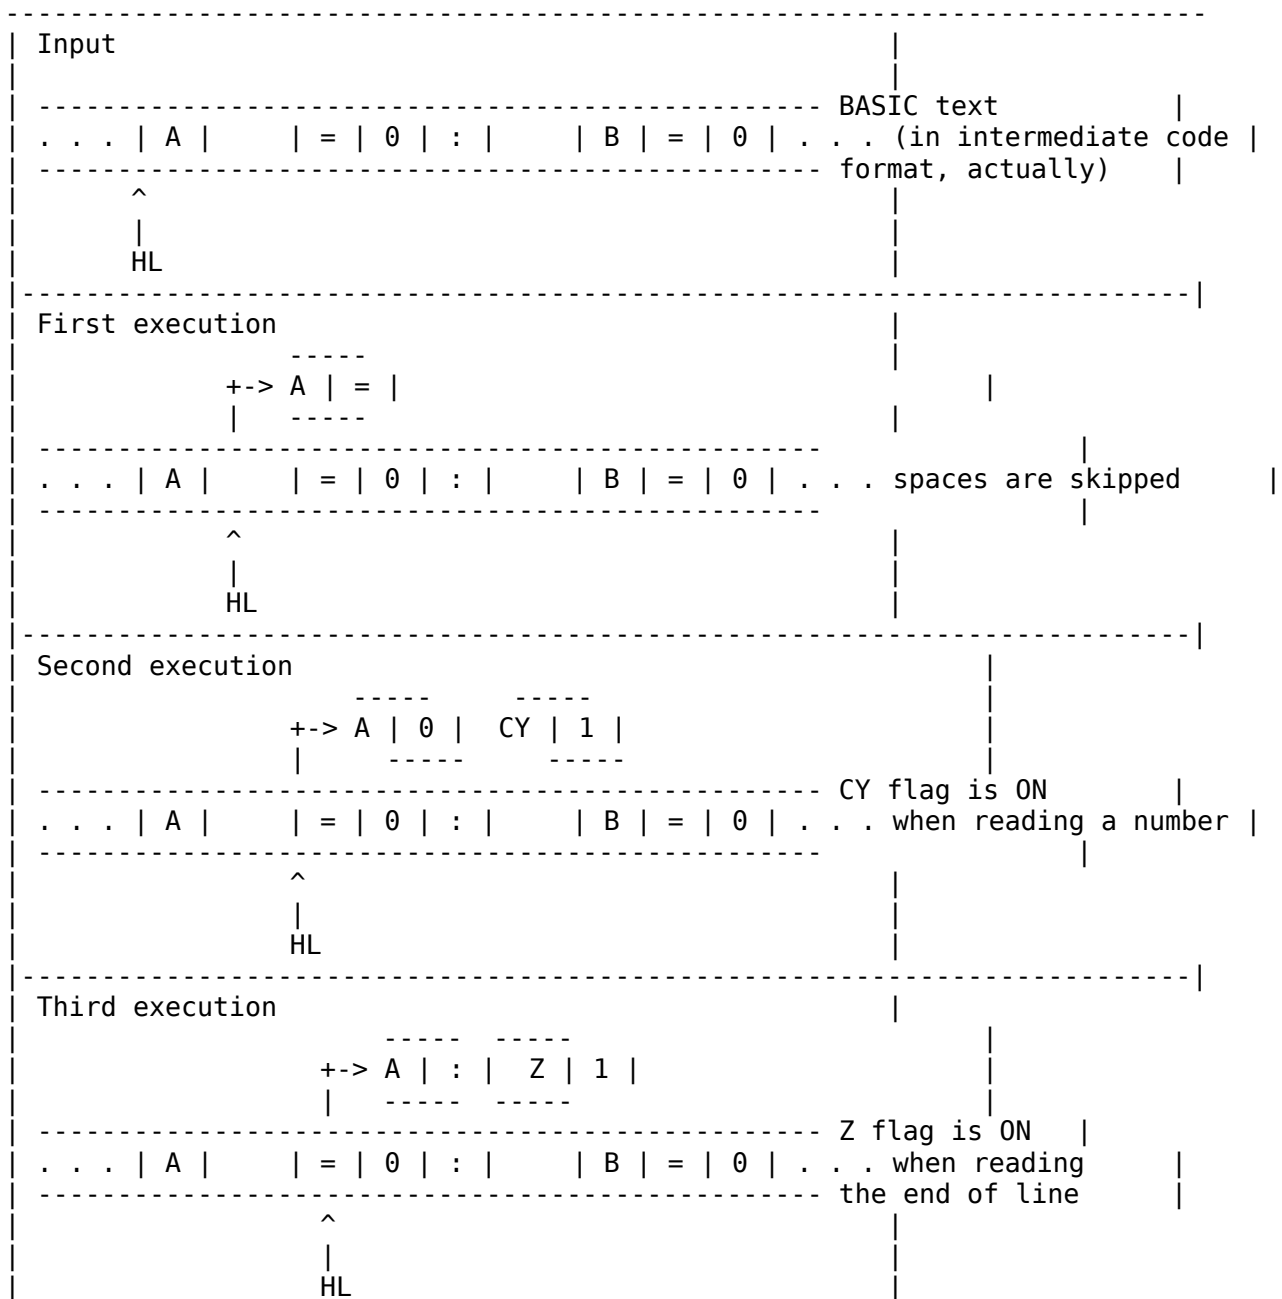 ---------------------------------------------------------------------------
| Input |
| |
| ------------------------------------------------- BASIC text |
| . . . | A | | = | 0 | : | | B | = | 0 | . . . (in intermediate code |
| ------------------------------------------------- format, actually) |
| ^ |
| | |
| HL |
|-------------------------------------------------------------------------|
| First execution |
| ----- |
| +-> A | = | |
| | ----- |
| ------------------------------------------------- |
| . . . | A | | = | 0 | : | | B | = | 0 | . . . spaces are skipped |
| ------------------------------------------------- |
| ^ |
| | |
| HL |
|-------------------------------------------------------------------------|
| Second execution |
| ----- ----- |
| +-> A | 0 | CY | 1 | |
| | ----- ----- |
| ------------------------------------------------- CY flag is ON |
| . . . | A | | = | 0 | : | | B | = | 0 | . . . when reading a number |
| ------------------------------------------------- |
| ^ |
| | |
| HL |
|-------------------------------------------------------------------------|
| Third execution |
| ----- ----- |
| +-> A | : | Z | 1 | |
| | ----- ----- |
| ------------------------------------------------- Z flag is ON |
| . . . | A | | = | 0 | : | | B | = | 0 | . . . when reading |
| ------------------------------------------------- the end of line |
| ^ |
| | |
| HL |